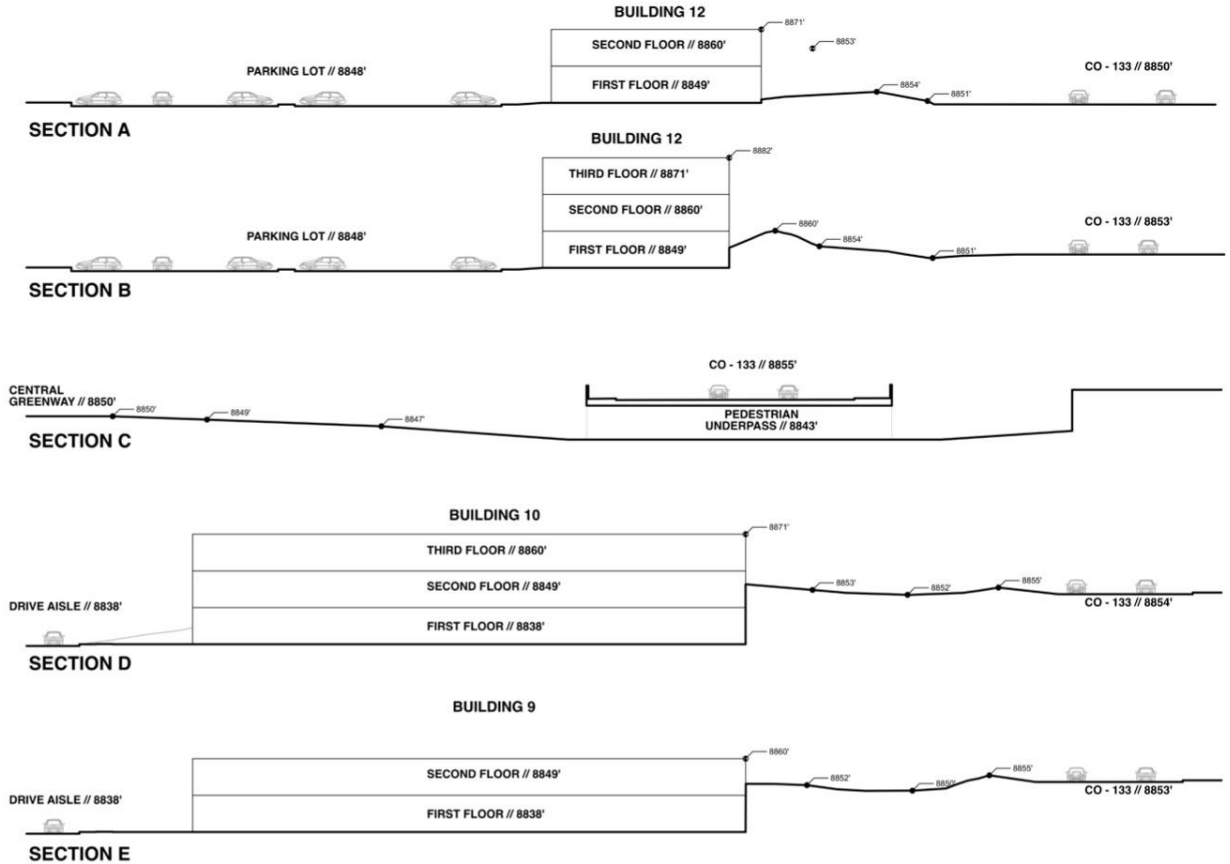 BUILDING 12
8871'
SECOND FLOOR // 8860'
8853'
PARKING LOT // 8848'
CO - 133 // 8850'
FIRST FLOOR // 8849'
8854'
8851'
SECTION A
BUILDING 12
8882'
THIRD FLOOR // 8871'
SECOND FLOOR // 8860'
8860'
CO - 133 // 8853'
PARKING LOT // 8848'
FIRST FLOOR // 8849'
8854'
8851'
SECTION B
CO - 133 // 8855'
CENTRAL
GREENWAY // 8850'
8850'
8849'
8847'
PEDESTRIAN
UNDERPASS // 8843'
SECTION C
BUILDING 10
8871'
THIRD FLOOR // 8860'
SECOND FLOOR // 8849'
8853'
8852'
8855'
DRIVE AISLE // 8838'
CO - 133 // 8854'
FIRST FLOOR // 8838'
SECTION D
BUILDING 9
8860'
SECOND FLOOR // 8849'
8852'
8850'
8855'
DRIVE AISLE // 8838'
CO - 133 // 8853'
FIRST FLOOR // 8838'
SECTION E